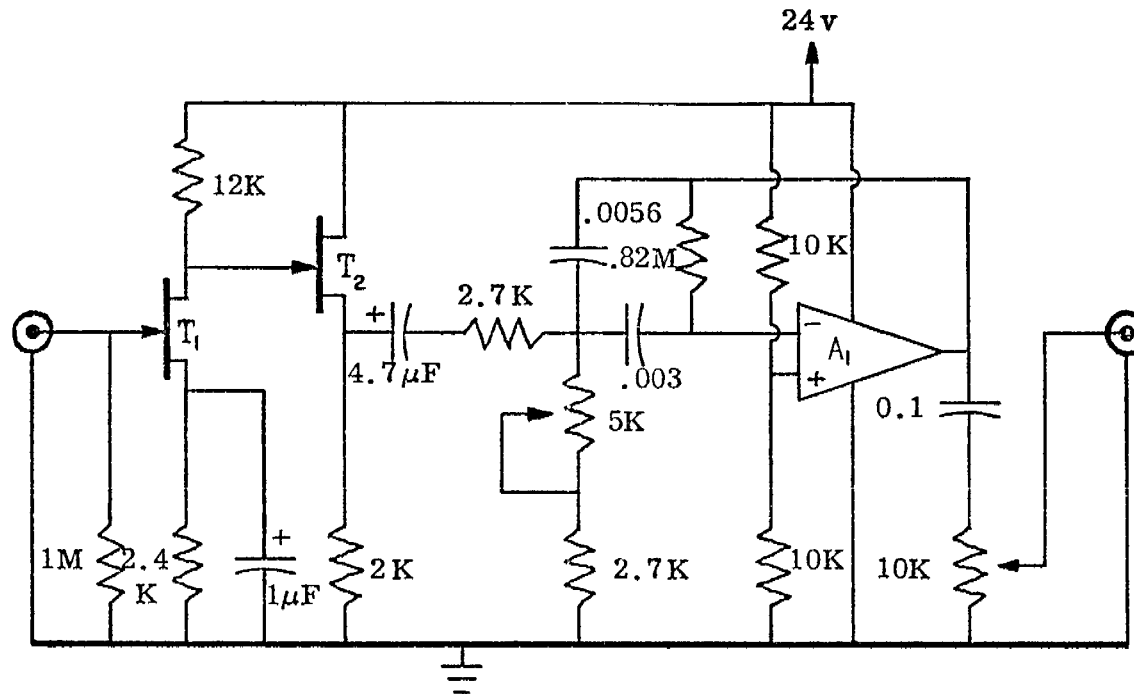 24v
12K
.0056
.82M
10K
T2
2.7K
T1
+
4.7μF
.003
-
A1
+
5K
0.1
+
1M
2.4
K
1μF
2K
2.7K
10K
10K